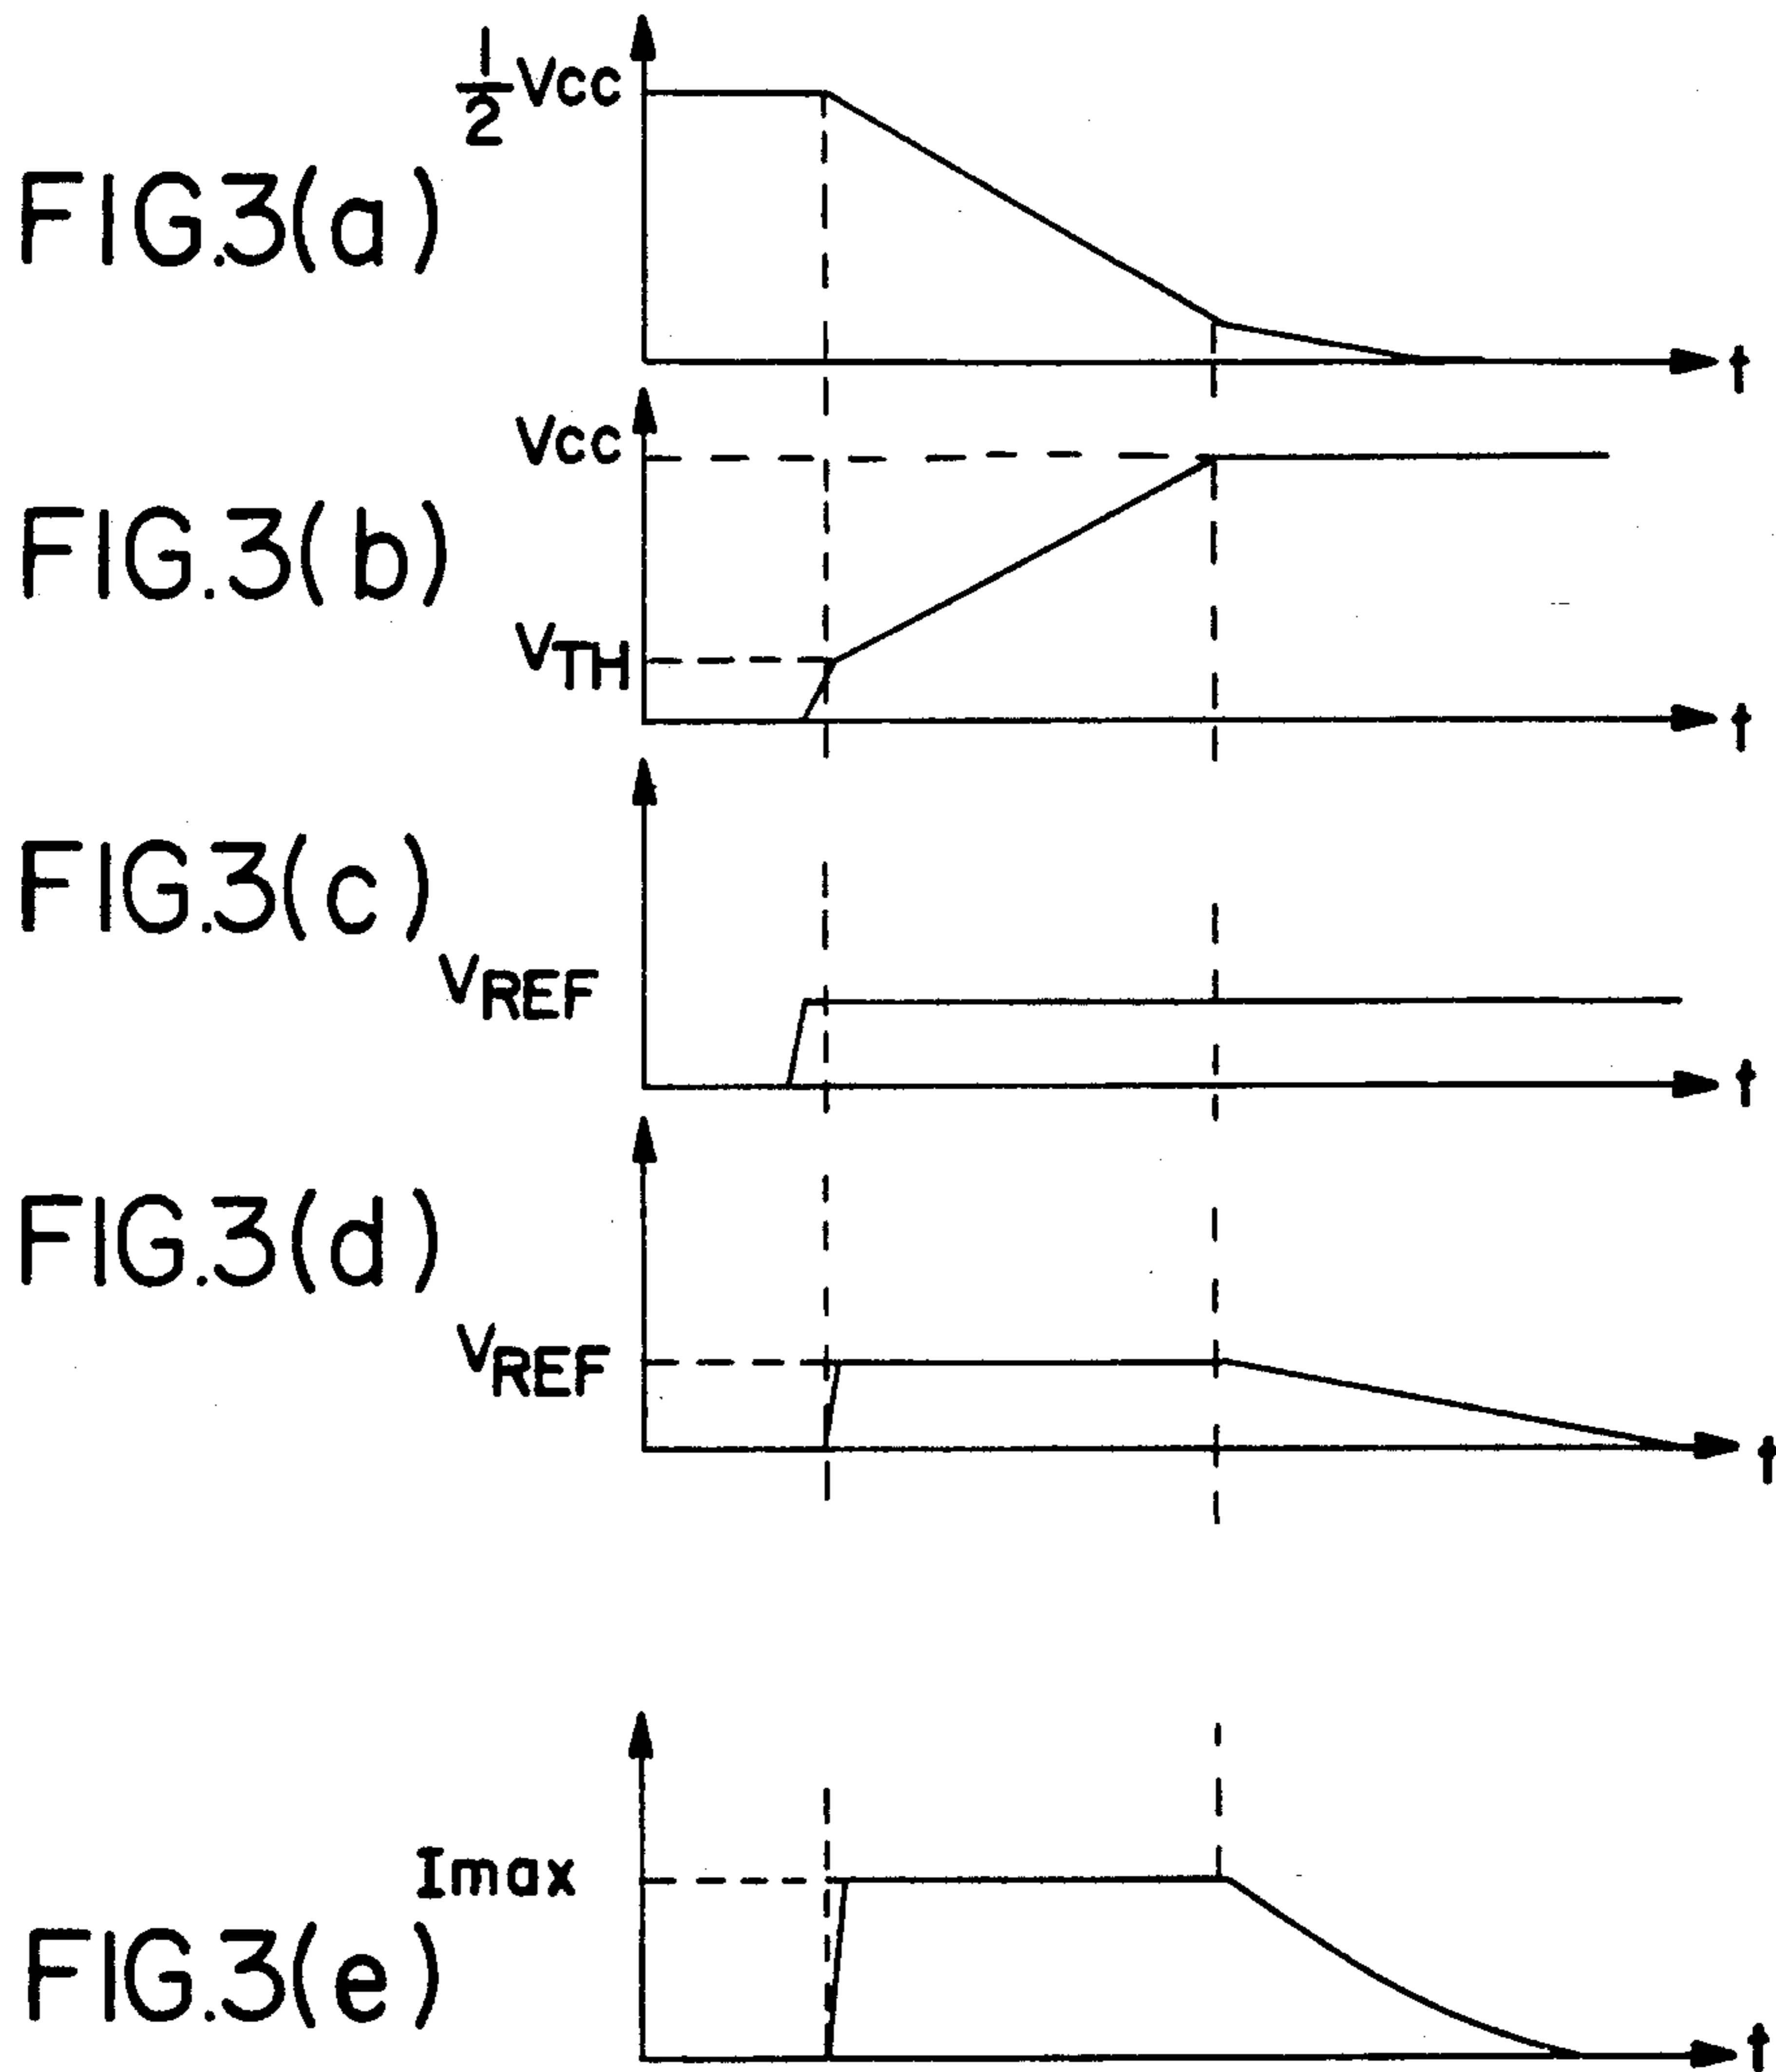 1/2 Vcc
FIG.3(a)
t
Vcc
FIG.3(b)
VTH
t
FIG.3(c)
VREF
t
FIG.3(d)
VREF
t
Imax
FIG.3(e)
t